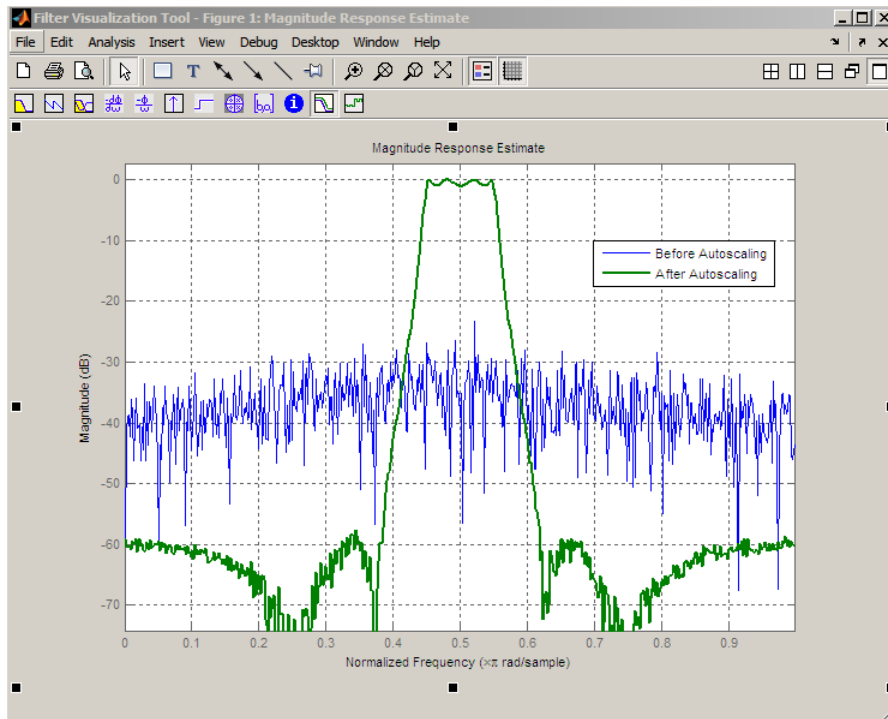 Filter Visualization Tool - Figure 1: Magnitude Response Estimate
File Edit Analysis Insert View Debug Desktop Window Help
Magnitude Response Estimate
0
-10
-20
-30
-40
-50
-60
-70
Magnitude (dB)
Before Autoscaling
After Autoscaling
0 0.1 0.2 0.3 0.4 0.5 0.6 0.7 0.8 0.9
Normalized Frequency (×π rad/sample)